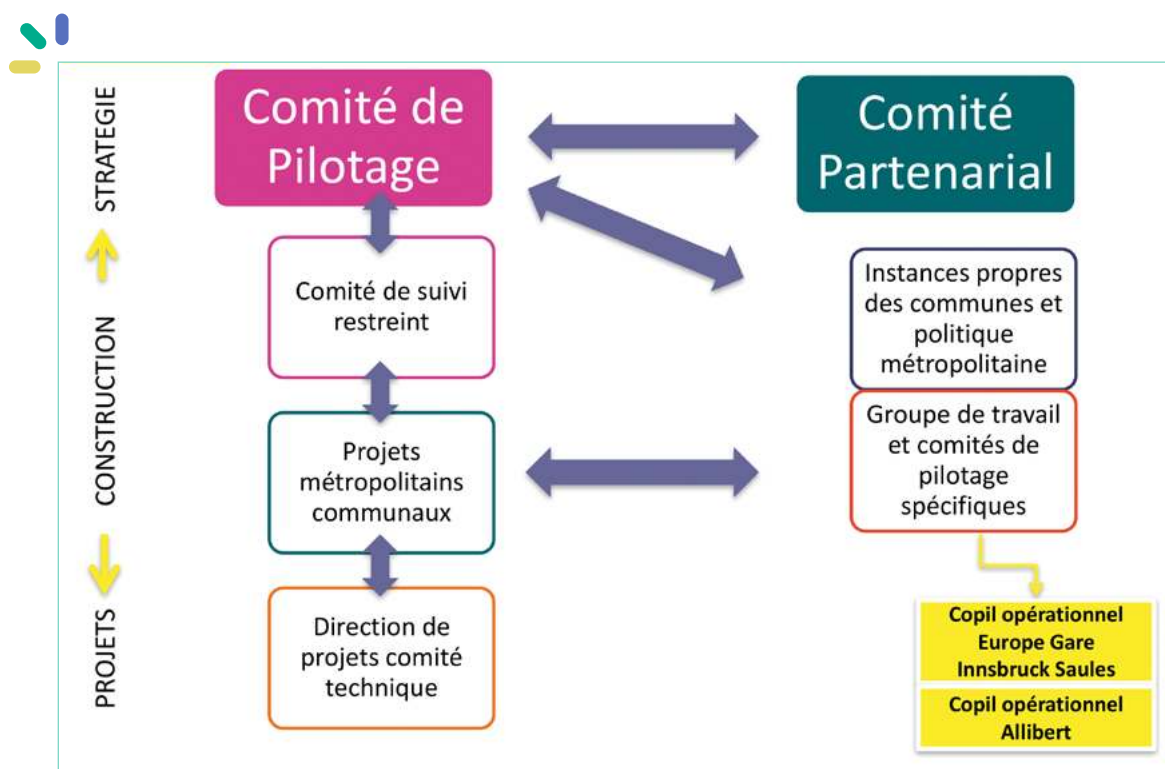 STRATEGIE
CONSTRUCTION
PROJETS
Comité de
Pilotage
Comité de suivi
restreint
Projets
métropolitains
communaux
Direction de
projets comité
technique
Comité
Partenarial
Instances propres
des communes et
politique
métropolitaine
Groupe de travail
et comités de
pilotage
spécifiques
Copil opérationnel
Europe Gare
Innsbruck Saules
Copil opérationnel
Allibert